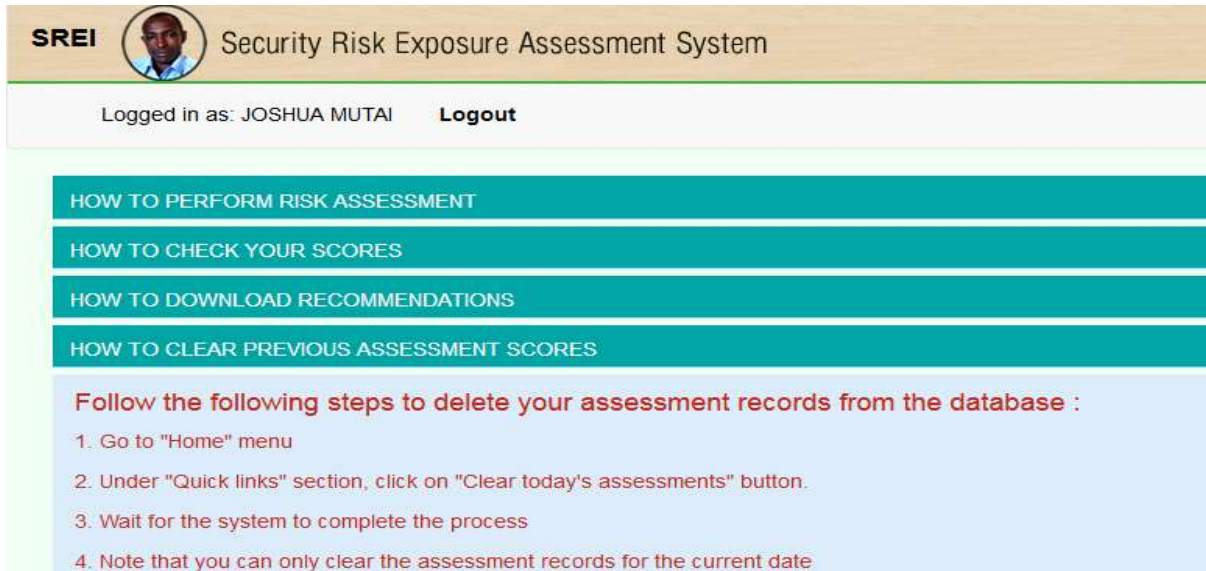 SREI Security Risk Exposure Assessment System
Logged in as: JOSHUA MUTAI Logout
HOW TO PERFORM RISK ASSESSMENT
HOW TO CHECK YOUR SCORES
HOW TO DOWNLOAD RECOMMENDATIONS
HOW TO CLEAR PREVIOUS ASSESSMENT SCORES
Follow the following steps to delete your assessment records from the database :
1. Go to "Home" menu
2. Under "Quick links" section, click on "Clear today's assessments" button.
3. Wait for the system to complete the process
4. Note that you can only clear the assessment records for the current date